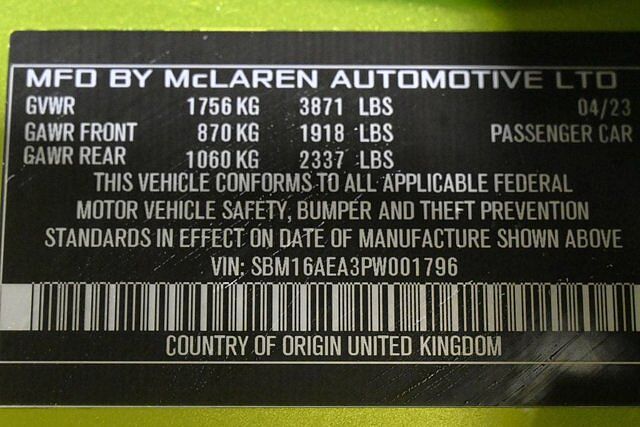 MFD BY McLAREN AUTOMOTIVE LTD
GVWR 1756 KG 3871 LBS 04/23
GAWR FRONT 870 KG 1918 LBS PASSENGER CAR
GAWR REAR 1060 KG 2337 LBS
THIS VEHICLE CONFORMS TO ALL APPLICABLE FEDERAL
MOTOR VEHICLE SAFETY, BUMPER AND THEFT PREVENTION
STANDARDS IN EFFECT ON DATE OF MANUFACTURE SHOWN ABOVE
VIN: SBM16AEA3PW001796
COUNTRY OF ORIGIN UNITED KINGDOM